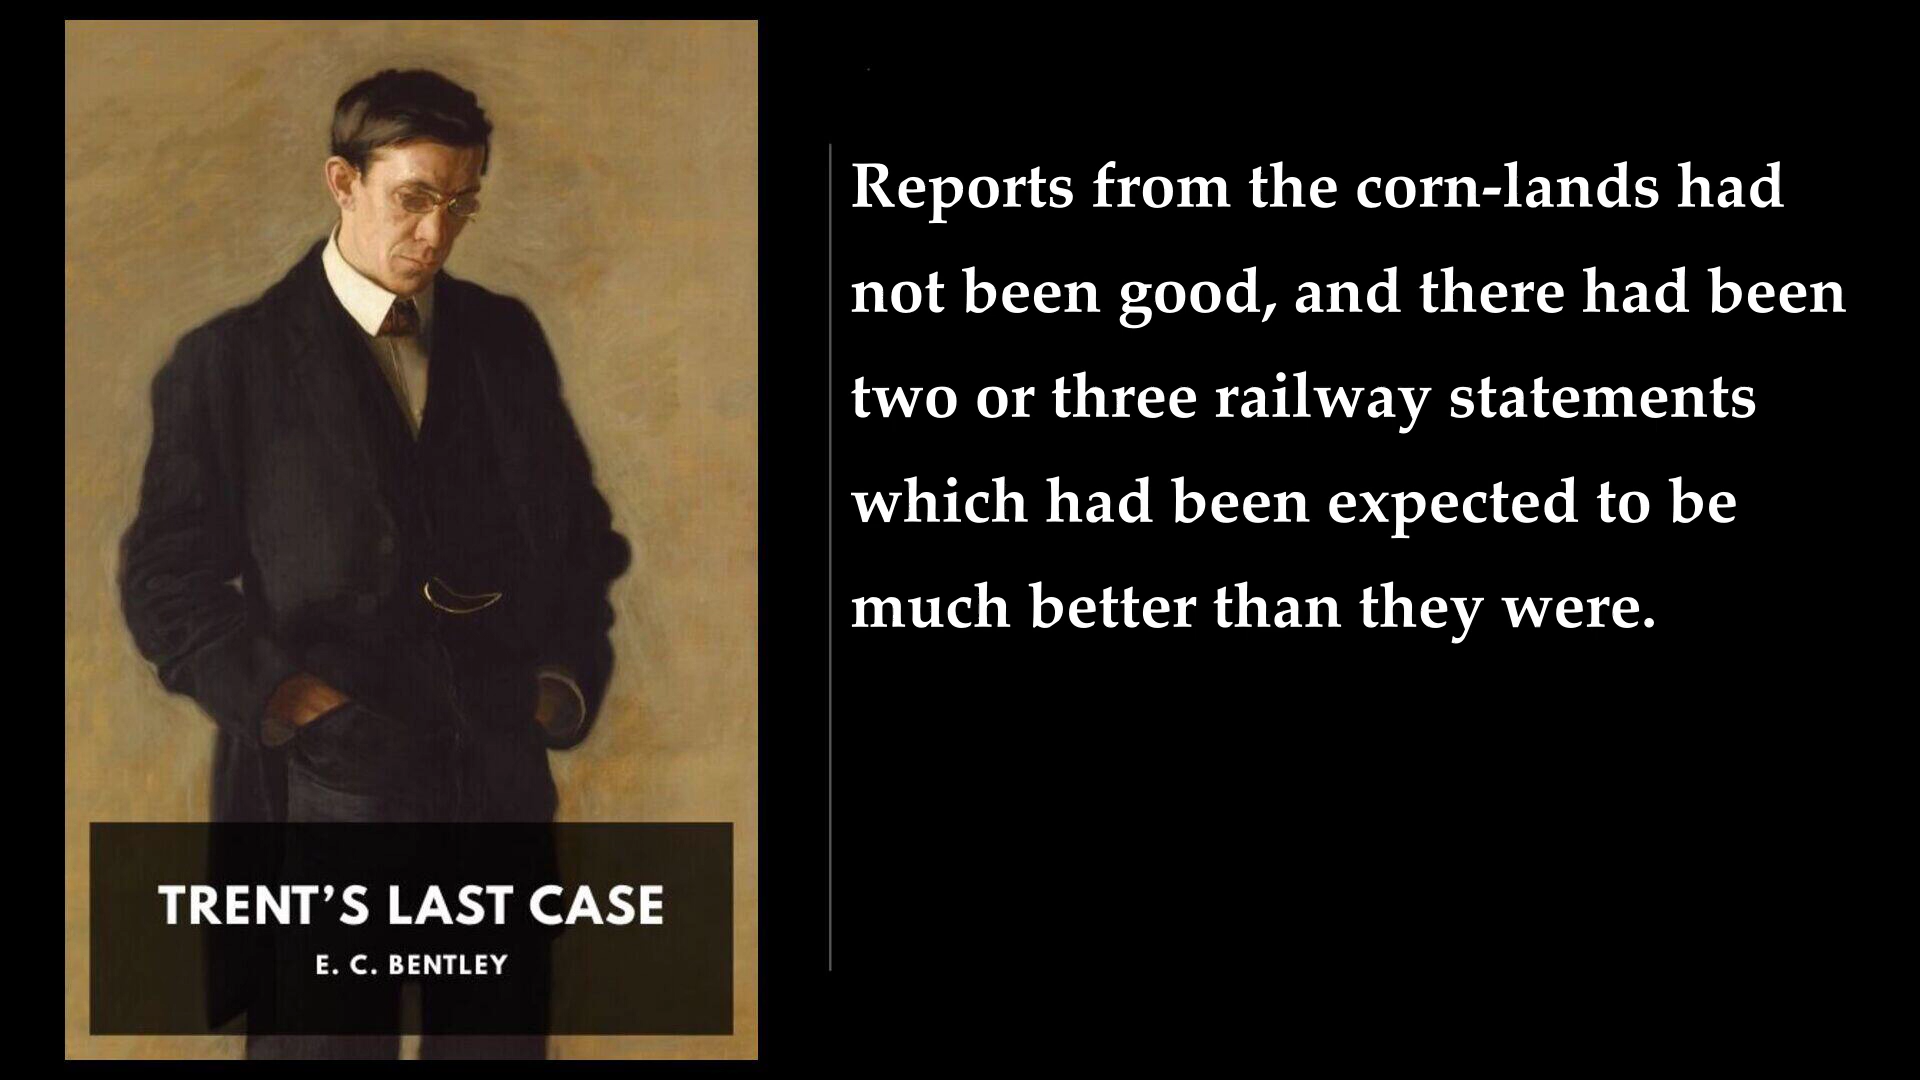 Reports from the corn-lands had
not been good, and there had been
two or three railway statements
which had been expected to be
much better than they were.
TRENT’S LAST CASE
E. C. BENTLEY